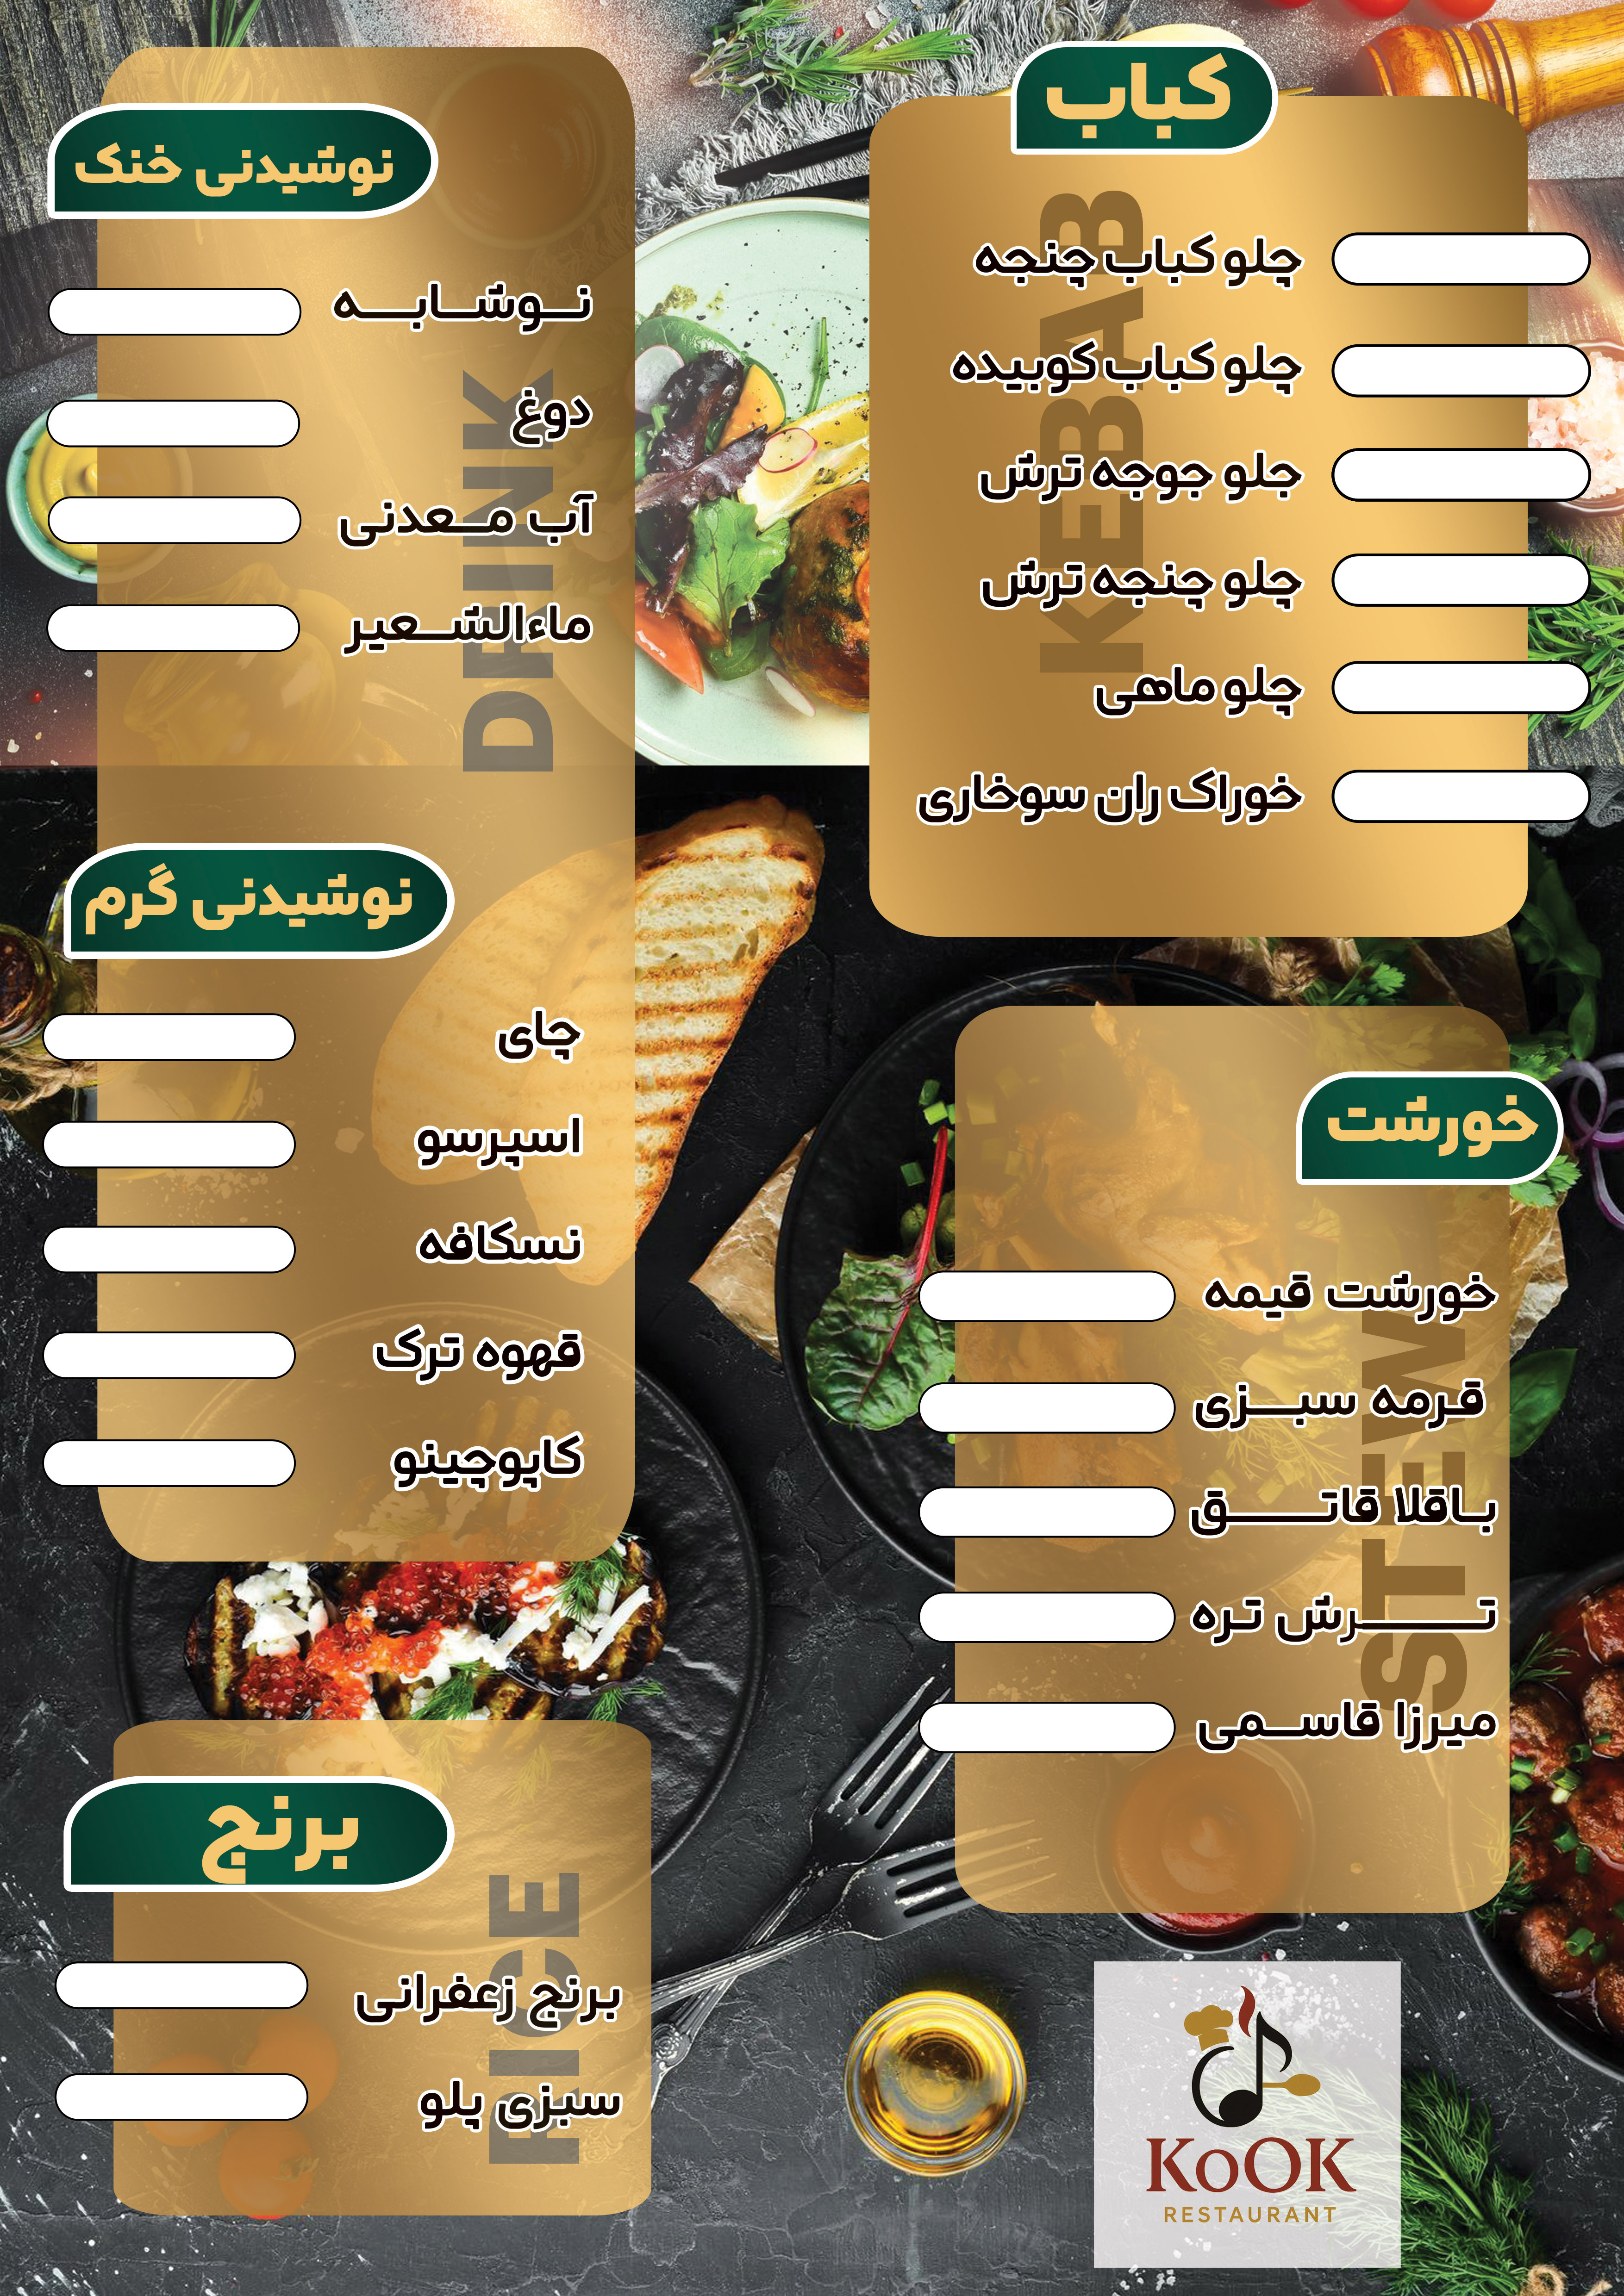 کباب
KEBAB
چلو کباب چنجه
چلو کباب کوبیده
جلو جوجه ترش
چلو چنجه ترش
چلو ماهی
خوراک ران سوخاری
خورشت
STEW
خورشت قیمه
قرمه سبزی
باقلا قاتق
ترش تره
میرزا قاسمی
نوشیدنی خنک
DRINK
نوشابه
دوغ
آب معدنی
ماءالشعیر
نوشیدنی گرم
چای
اسپرسو
نسکافه
قهوه ترک
کاپوچینو
برنج
RICE
برنج زعفرانی
سبزی پلو
KoOK
RESTAURANT